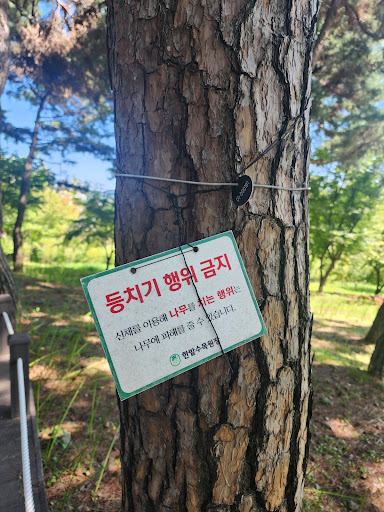 등치기 행위 금지
신체를 이용해 나무를 치는 행위는
나무에 피해를 줄 수 있습니다.
한밭수목원장